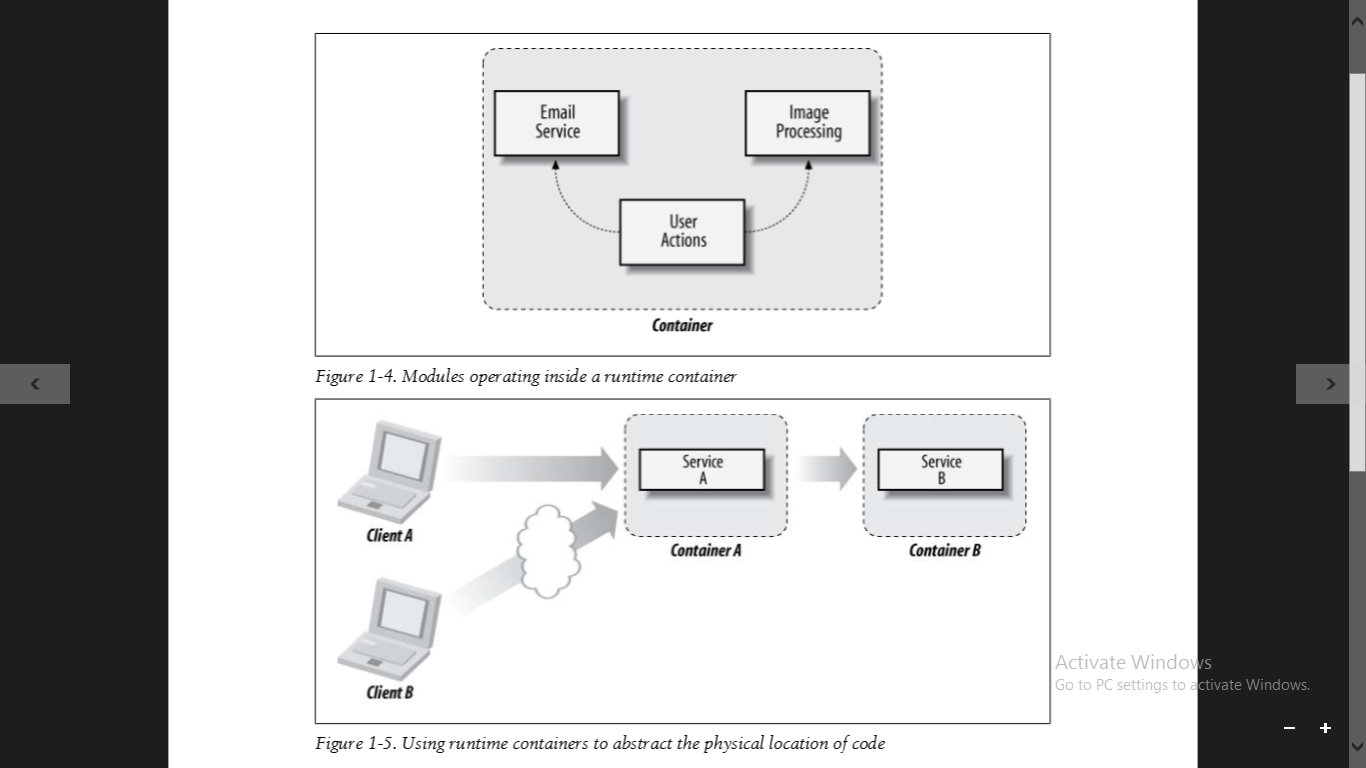 Email
Service
Image
Processing
User
Actions
Container
Figure 1-4. Modules operating inside a runtime container
Service
A
Service
B
Client A
Container A
Container B
Client B
Activate Windows
Go to PC settings to activate Windows.
Figure 1-5. Using runtime containers to abstract the physical location of code